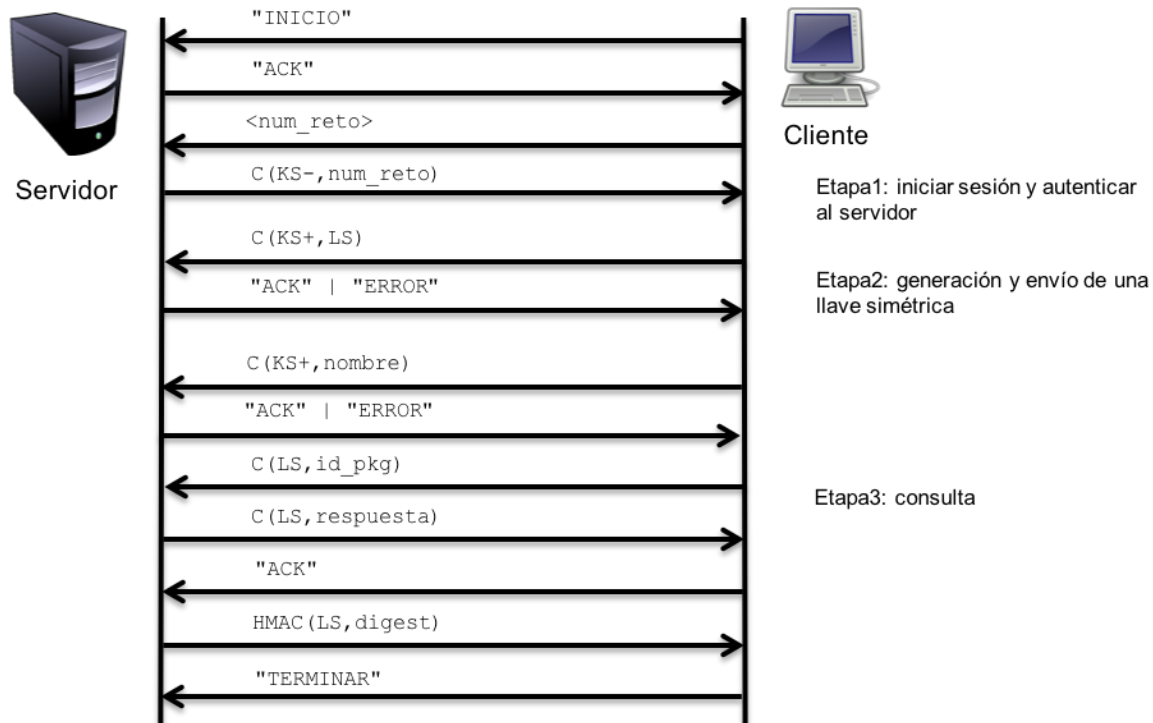 "INICIO"
"ACK"
<num_reto>
Cliente
C(KS-,num_reto)
Servidor
Etapa1: iniciar sesión y autenticar
al servidor
C(KS+,LS)
Etapa2: generación y envío de una
llave simétrica
"ACK" | "ERROR"
C(KS+,nombre)
"ACK" | "ERROR"
C(LS,id_pkg)
Etapa3: consulta
C(LS,respuesta)
"ACK"
HMAC(LS,digest)
"TERMINAR"